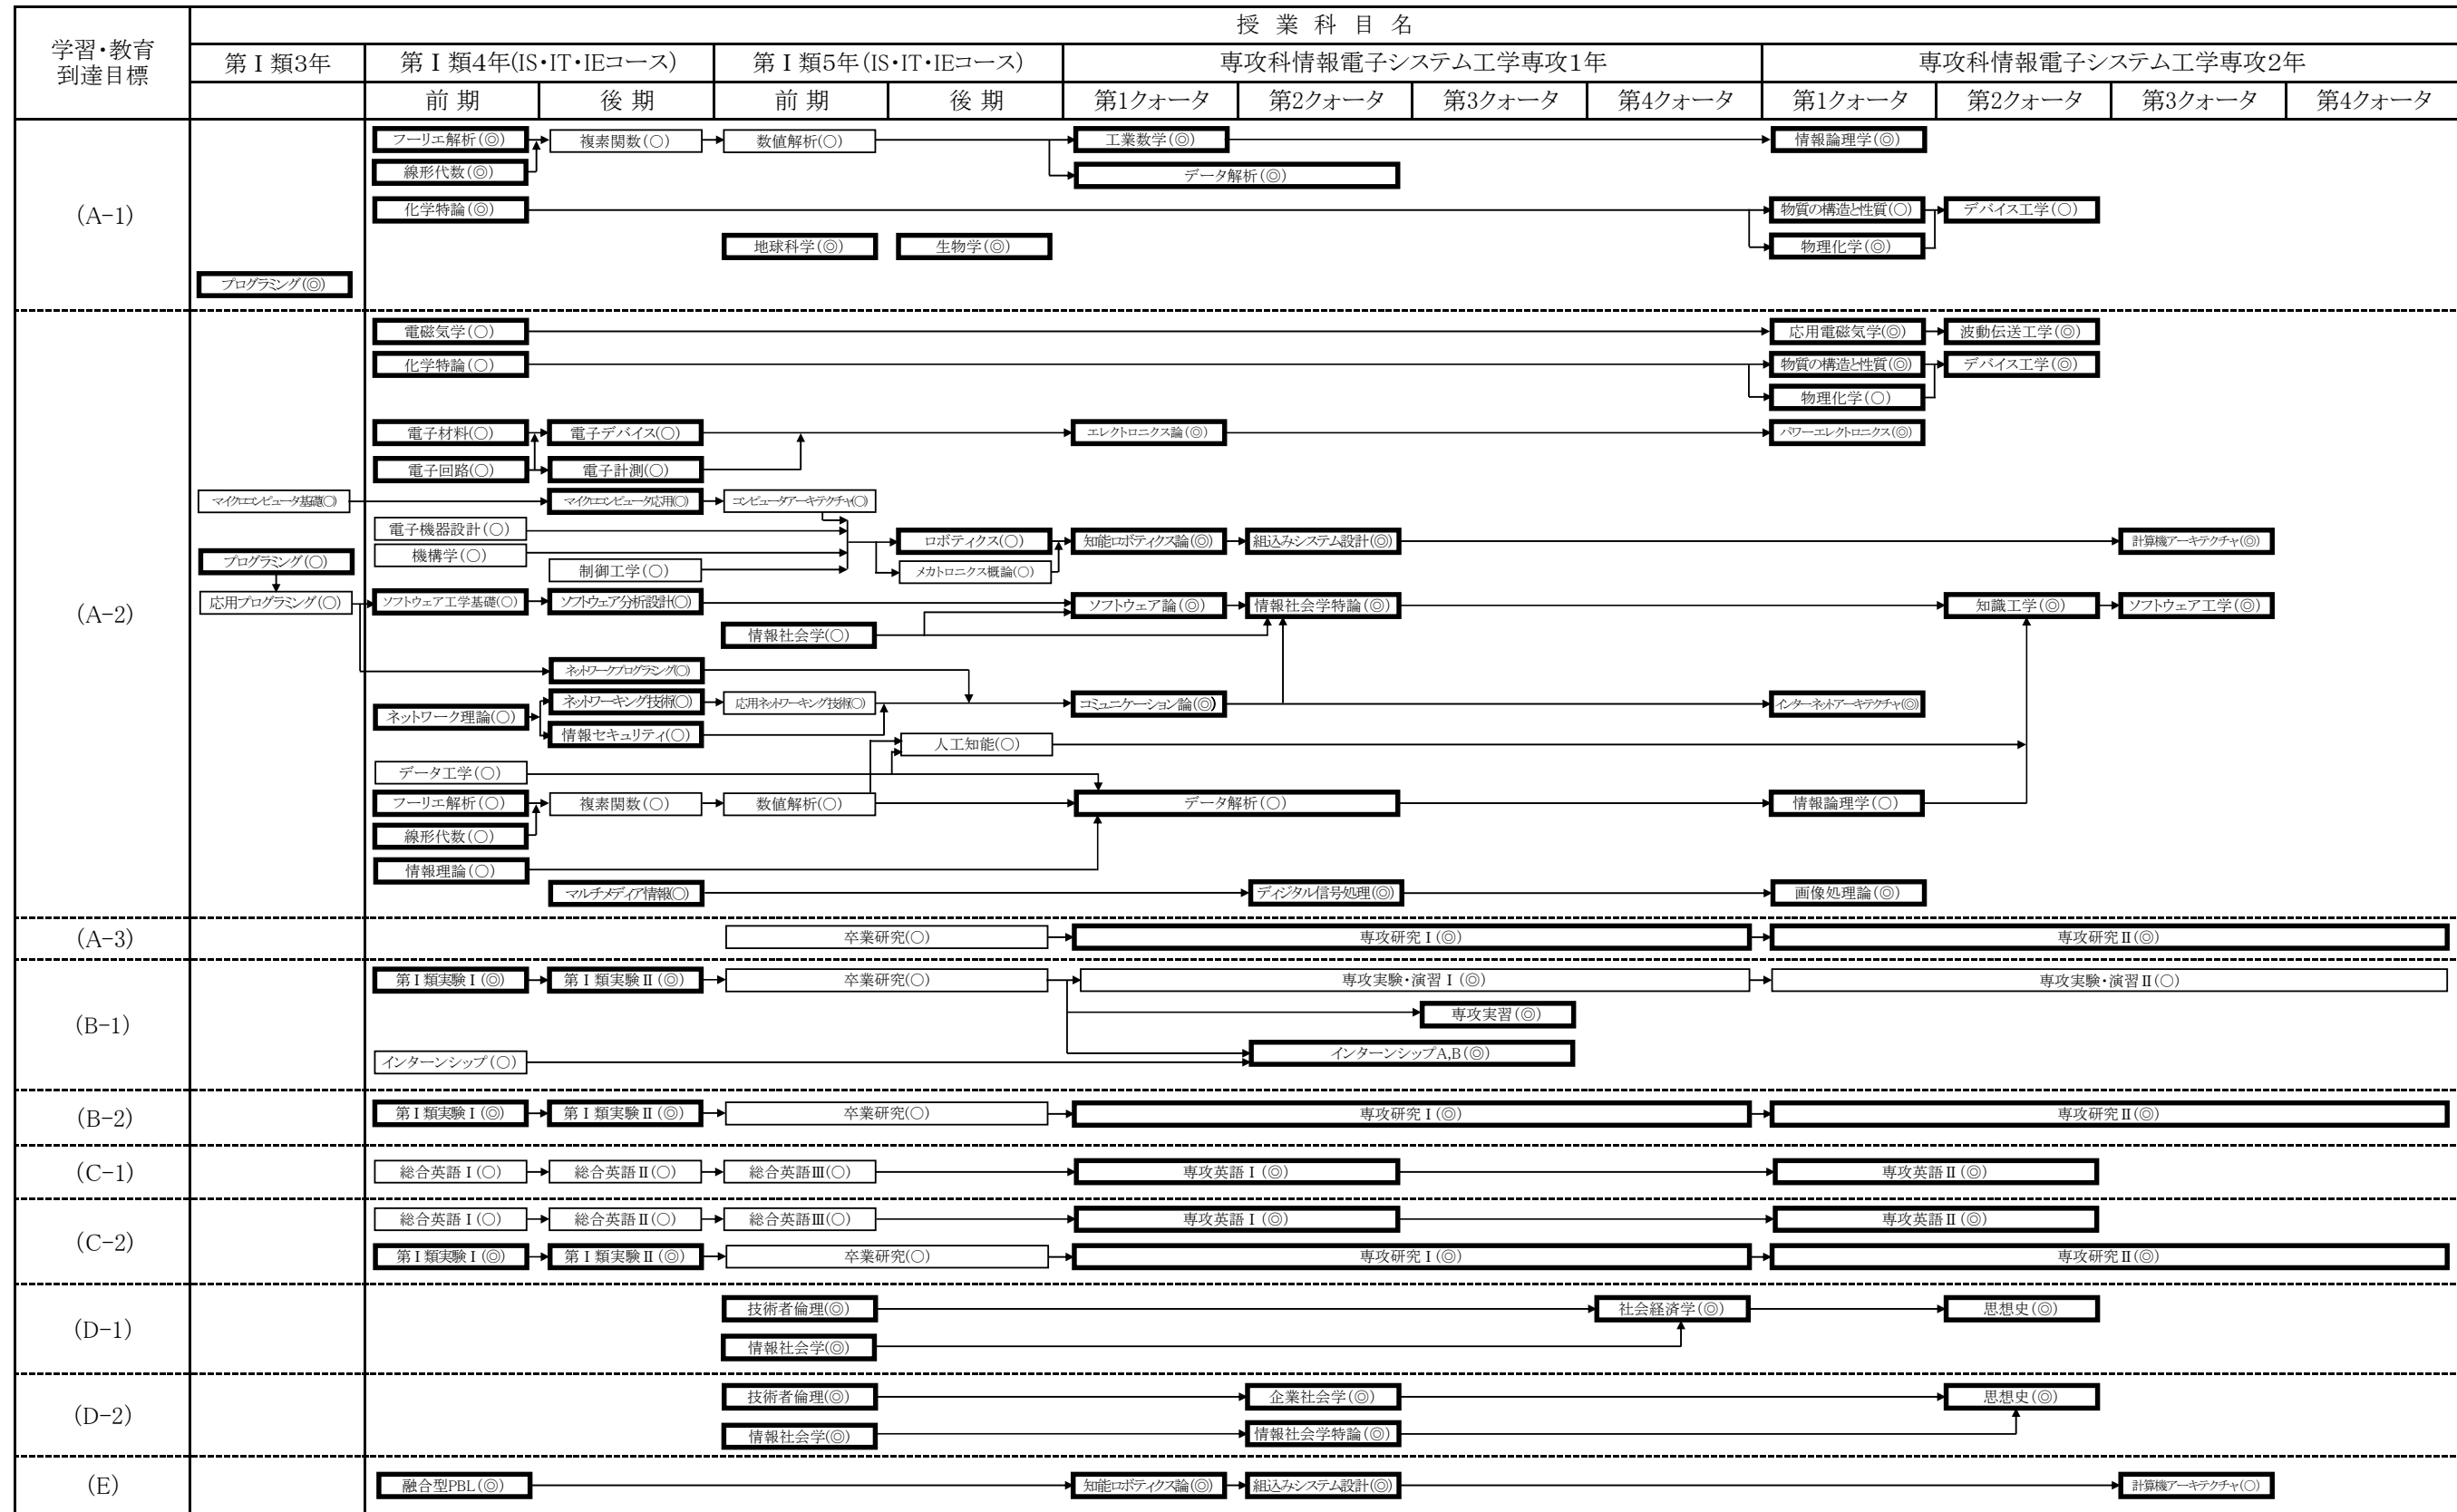 授 業 科 目 名
学習・教育
到達目標
第Ⅰ類3年 第Ⅰ類4年(IS・IT・IEコース) 第Ⅰ類5年(IS・IT・IEコース) 専攻科情報電子システム工学専攻1年 専攻科情報電子システム工学専攻2年
前 期 後 期 前 期 後 期 第1クォータ 第2クォータ 第3クォータ 第4クォータ 第1クォータ 第2クォータ 第3クォータ 第4クォータ
(A-1)
フーリエ解析(◎) 複素関数(○) 数値解析(○) 工業数学(◎) 情報論理学(◎)
線形代数(◎) データ解析(◎)
化学特論(◎) 物質の構造と性質(○) デバイス工学(○)
地球科学(◎) 生物学(◎) 物理化学(◎)
プログラミング(◎)
(A-2)
電磁気学(○) 応用電磁気学(◎) 波動伝送工学(◎)
化学特論(○) 物質の構造と性質(◎) デバイス工学(◎)
物理化学(○)
電子材料(○) 電子デバイス(○) エレクトロニクス論(◎) パワーエレクトロニクス(◎)
電子回路(○) 電子計測(○)
マイクロコンピュータ基礎(○) マイクロコンピュータ応用(○) コンピュータアーキテクチャ(○)
電子機器設計(○)
ロボティクス(○) 知能ロボティクス論(◎) 組込みシステム設計(◎) 計算機アーキテクチャ(◎)
機構学(○)
プログラミング(○)
制御工学(○) メカトロニクス概論(○)
応用プログラミング(○) ソフトウェア工学基礎(○) ソフトウェア分析設計(○) ソフトウェア論(◎) 情報社会学特論(◎) 知識工学(◎) ソフトウェア工学(◎)
情報社会学(○)
ネットワークプログラミング(○)
ネットワーキング技術(○) 応用ネットワーキング技術(○) コミュニケーション論(◎) インターネットアーキテクチャ(◎)
ネットワーク理論(○)
情報セキュリティ(○) 人工知能(○)
データ工学(○)
フーリエ解析(○) 複素関数(○) 数値解析(○) データ解析(○) 情報論理学(○)
線形代数(○)
情報理論(○)
マルチメディア情報(○) ディジタル信号処理(◎) 画像処理論(◎)
(A-3) 卒業研究(○) 専攻研究Ⅰ(◎) 専攻研究Ⅱ(◎)
(B-1)
第Ⅰ類実験Ⅰ(◎) 第Ⅰ類実験Ⅱ(◎) 卒業研究(○) 専攻実験・演習Ⅰ(◎) 専攻実験・演習Ⅱ(○)
専攻実習(◎)
インターンシップ(○) インターンシップA,B(◎)
(B-2) 第Ⅰ類実験Ⅰ(◎) 第Ⅰ類実験Ⅱ(◎) 卒業研究(○) 専攻研究Ⅰ(◎) 専攻研究Ⅱ(◎)
(C-1) 総合英語Ⅰ(○) 総合英語Ⅱ(○) 総合英語Ⅲ(○) 専攻英語Ⅰ(◎) 専攻英語Ⅱ(◎)
(C-2)
総合英語Ⅰ(○) 総合英語Ⅱ(○) 総合英語Ⅲ(○) 専攻英語Ⅰ(◎) 専攻英語Ⅱ(◎)
第Ⅰ類実験Ⅰ(◎) 第Ⅰ類実験Ⅱ(◎) 卒業研究(○) 専攻研究Ⅰ(◎) 専攻研究Ⅱ(◎)
(D-1)
技術者倫理(◎) 社会経済学(◎) 思想史(◎)
情報社会学(◎)
(D-2)
技術者倫理(◎) 企業社会学(◎) 思想史(◎)
情報社会学(◎) 情報社会学特論(◎)
(E) 融合型PBL(◎) 知能ロボティクス論(◎) 組込みシステム設計(◎) 計算機アーキテクチャ(○)